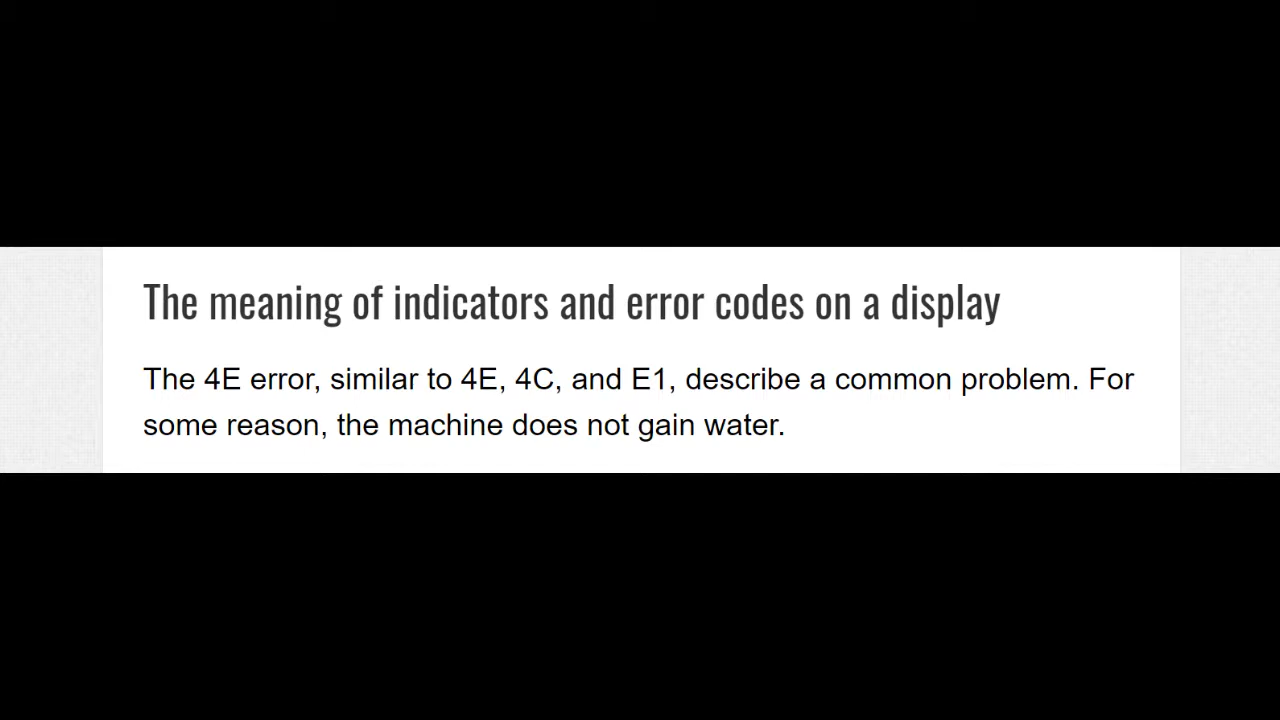 The meaning of indicators and error codes on a display
The 4E error, similar to 4E, 4C, and E1, describe a common problem. For
some reason, the machine does not gain water.